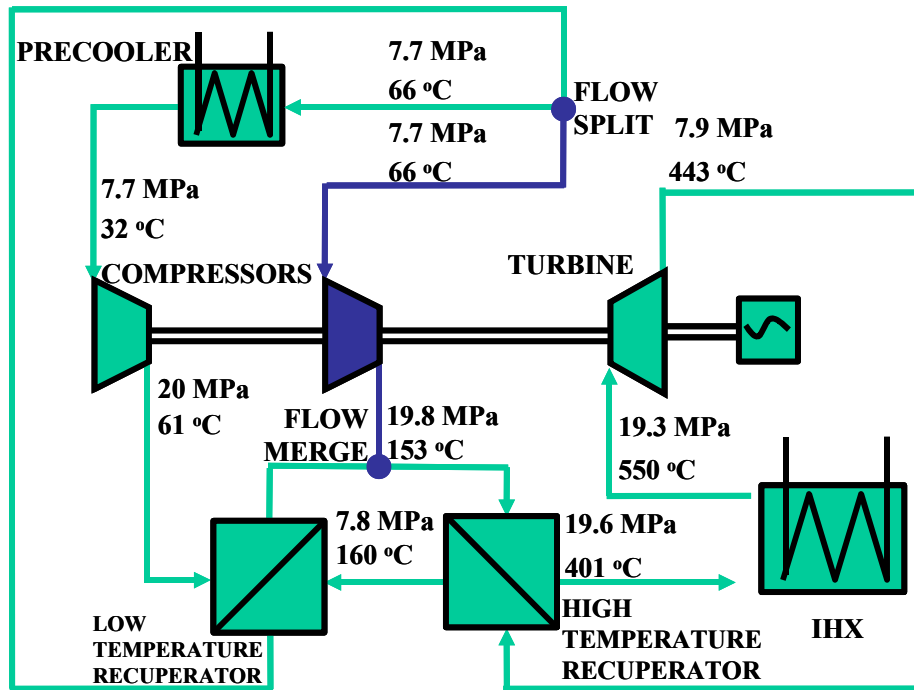 PRECOOLER
7.7 MPa
66 ºC
FLOW
SPLIT
7.7 MPa
66 ºC
7.9 MPa
443 ºC
7.7 MPa
32 ºC
COMPRESSORS
TURBINE
20 MPa
61 ºC
FLOW
MERGE
19.8 MPa
153 ºC
19.3 MPa
550 ºC
7.8 MPa
160 ºC
19.6 MPa
401 ºC
LOW
TEMPERATURE
RECUPERATOR
HIGH
TEMPERATURE
RECUPERATOR
IHX